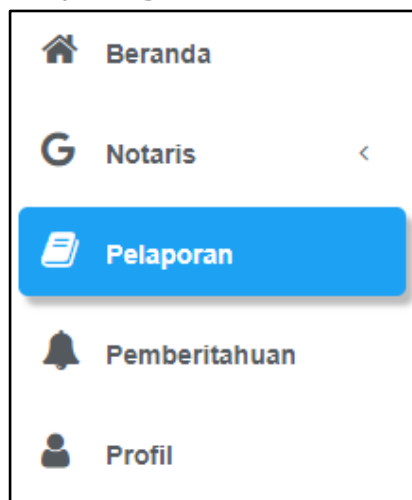 Beranda
Notaris
Pelaporan
Pemberitahuan
Profil